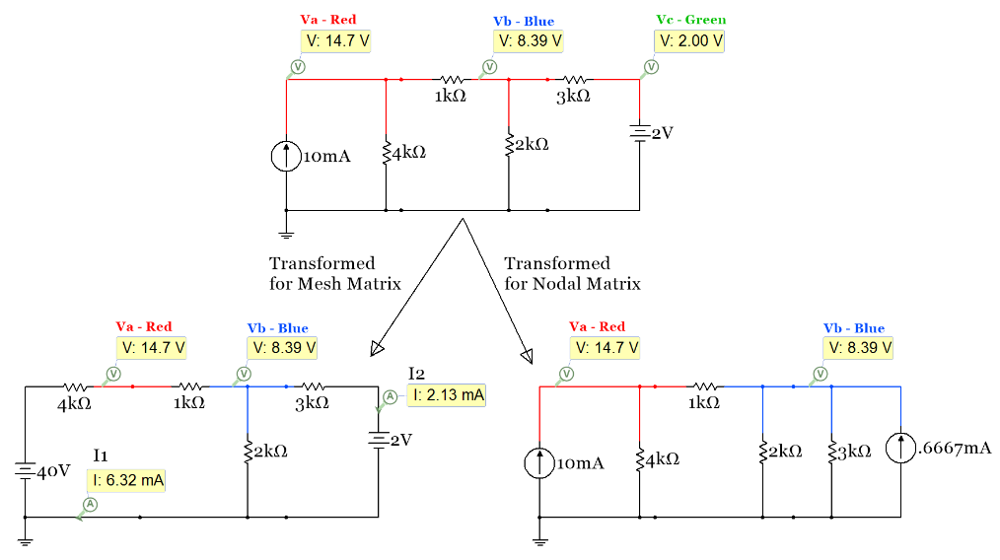 Va - Red
Vb - Blue
Vc - Green
V: 14.7 V
V: 8.39 V
V: 2.00 V
V
V
V
1kΩ
3kΩ
2V
2kΩ
4kΩ
10mA
Transformed
for Mesh Matrix
Transformed
for Nodal Matrix
Va - Red
Vb - Blue
V: 14.7 V
V: 8.39 V
V
V
I2
I: 2.13 mA
A
4kΩ
1kΩ
3kΩ
2V
2kΩ
I1
40V
I: 6.32 mA
A
Va - Red
Vb - Blue
V: 14.7 V
V: 8.39 V
V
V
1kΩ
10mA
4kΩ
2kΩ
3kΩ
.6667mA